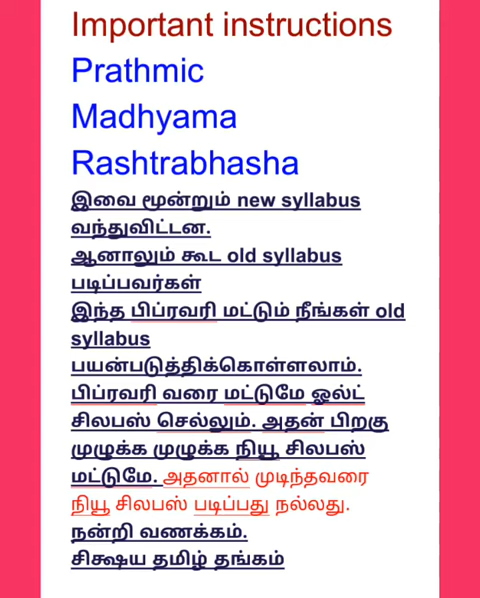 Important instructions
Prathmic
Madhyama
Rashtrabhasha
இவை மூன்றும் new syllabus
வந்துவிட்டன.
ஆனாலும் கூட old syllabus
படிப்பவர்கள்
இந்த பிப்ரவரி மட்டும் நீங்கள் old
syllabus
பயன்படுத்திக்கொள்ளலாம்.
பிப்ரவரி வரை மட்டுமே ஓல்ட்
சிலபஸ் செல்லும். அதன் பிறகு
முழுக்க முழுக்க நியூ சிலபஸ்
மட்டுமே. அதனால் முடிந்தவரை
நியூ சிலபஸ் படிப்பது நல்லது.
நன்றி வணக்கம்.
சிக்ஷய தமிழ் தங்கம்